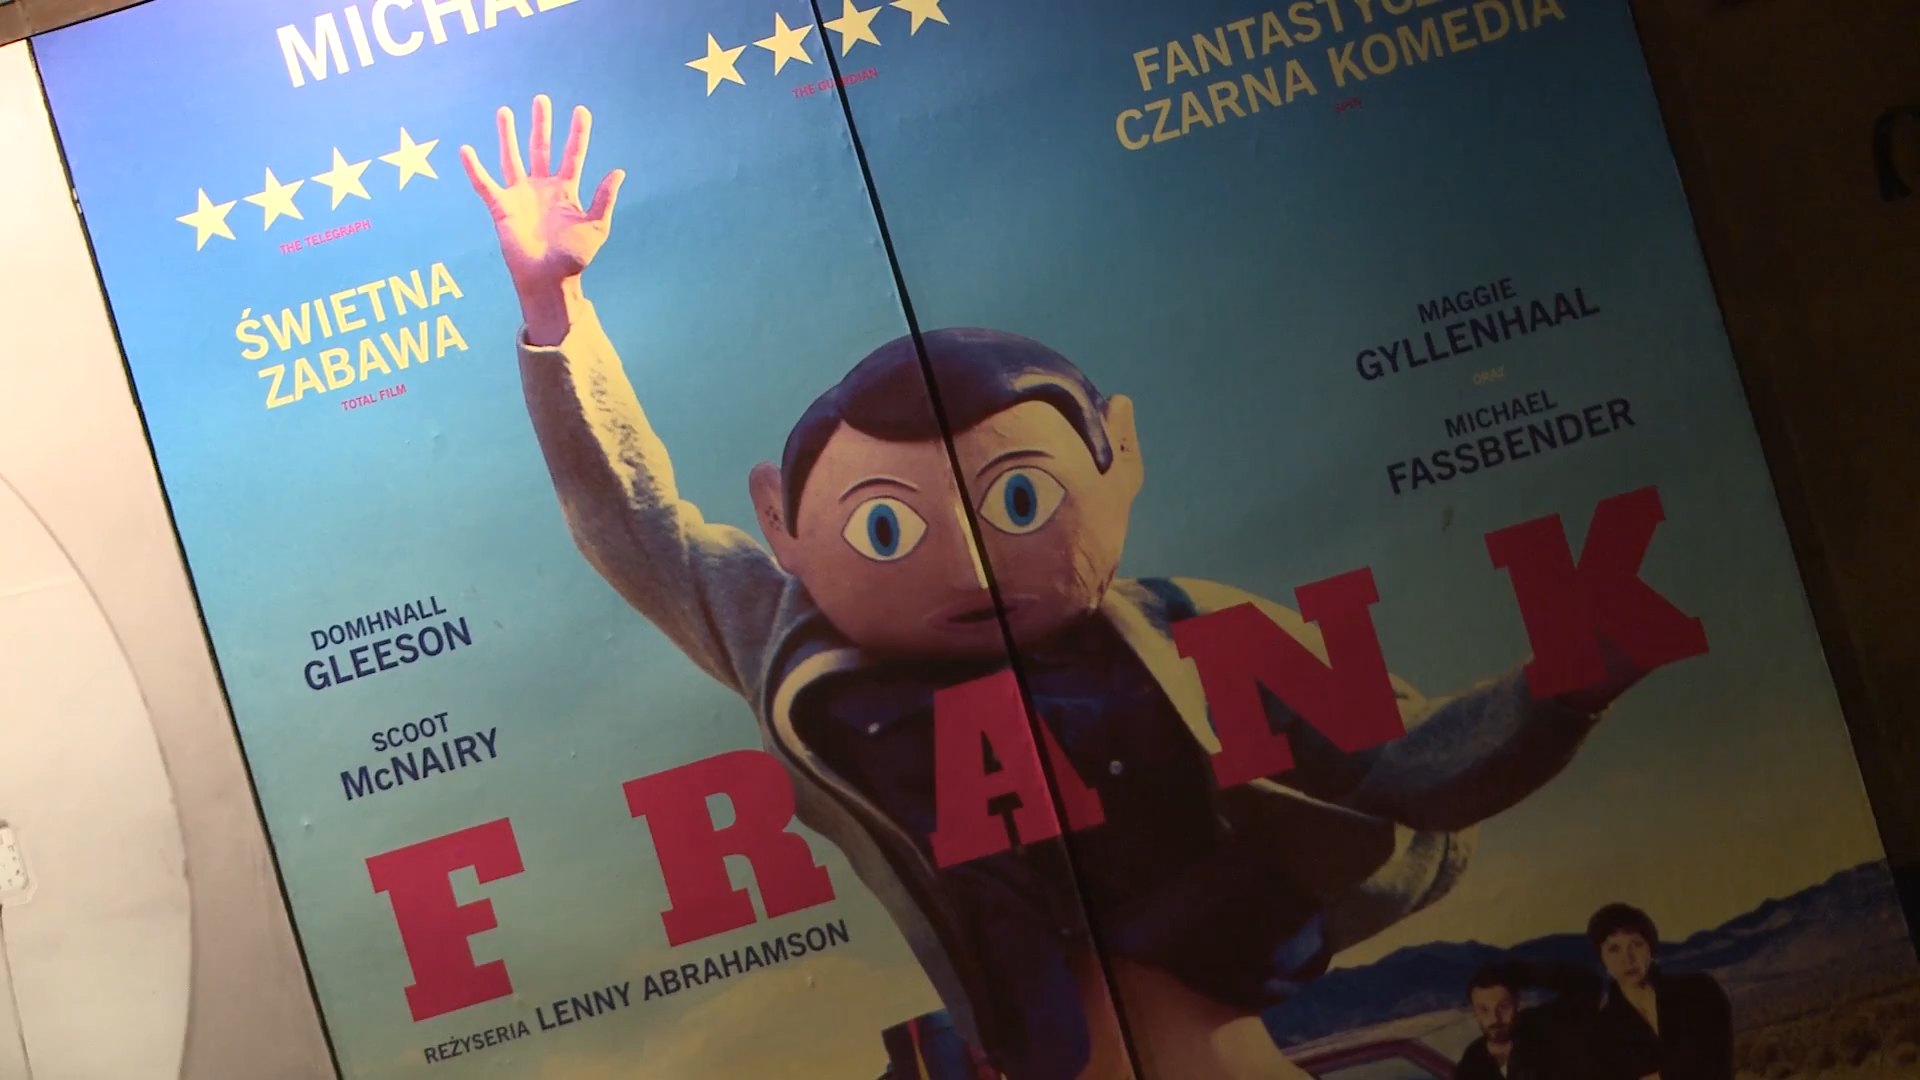 ★★★★
THE GUARDIAN
FANTASTYCZ
CZARNA KOMEDIA
SPIN
★★★★
THE TELEGRAPH
ŚWIETNA
ZABAWA
TOTAL FILM
MAGGIE
GYLLENHAAL
ORAZ
MICHAEL
FASSBENDER
DOMHNALL
GLEESON
SCOOT
McNAIRY
FRANK
REŻYSERIA LENNY ABRAHAMSON